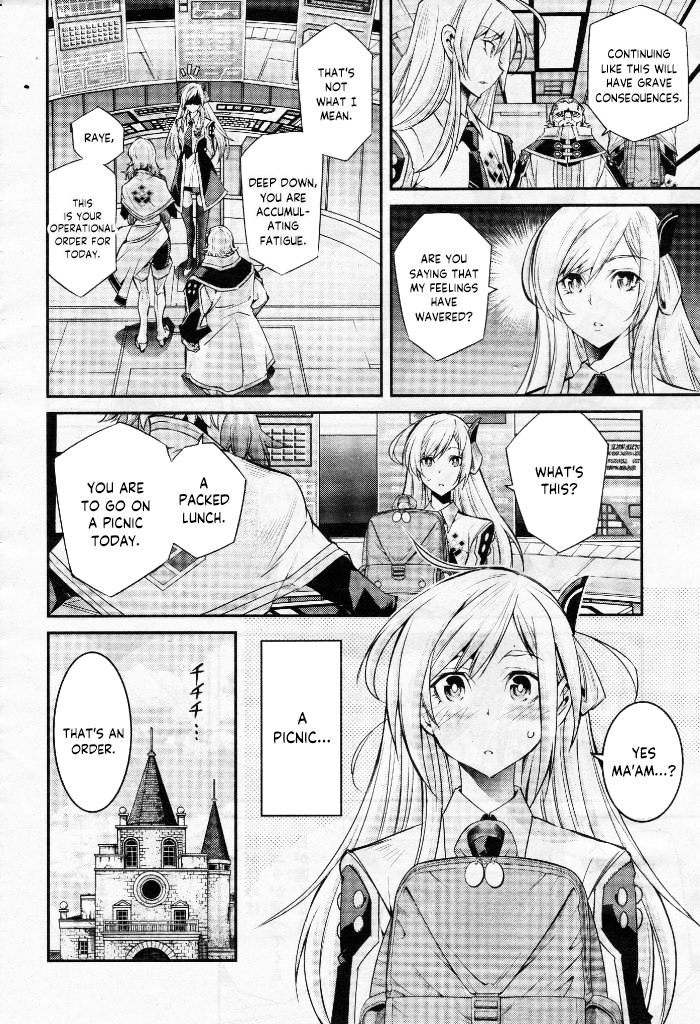 CONTINUING
LIKE THIS WILL
HAVE GRAVE
CONSEQUENCES.
ARE YOU
SAYING THAT
MY FEELINGS
HAVE
WAVERED?
THAT'S
NOT
WHAT I
MEAN.
DEEP DOWN,
YOU ARE
ACCUMUL-
ATING
FATIGUE.
RAYE,
THIS
IS YOUR
OPERATIONAL
ORDER FOR
TODAY.
WHAT'S
THIS?
A
PACKED
LUNCH.
YOU ARE
TO GO ON
A PICNIC
TODAY.
YES
MA'AM...?
A
PICNIC...
THAT'S AN
ORDER.
チチチ…